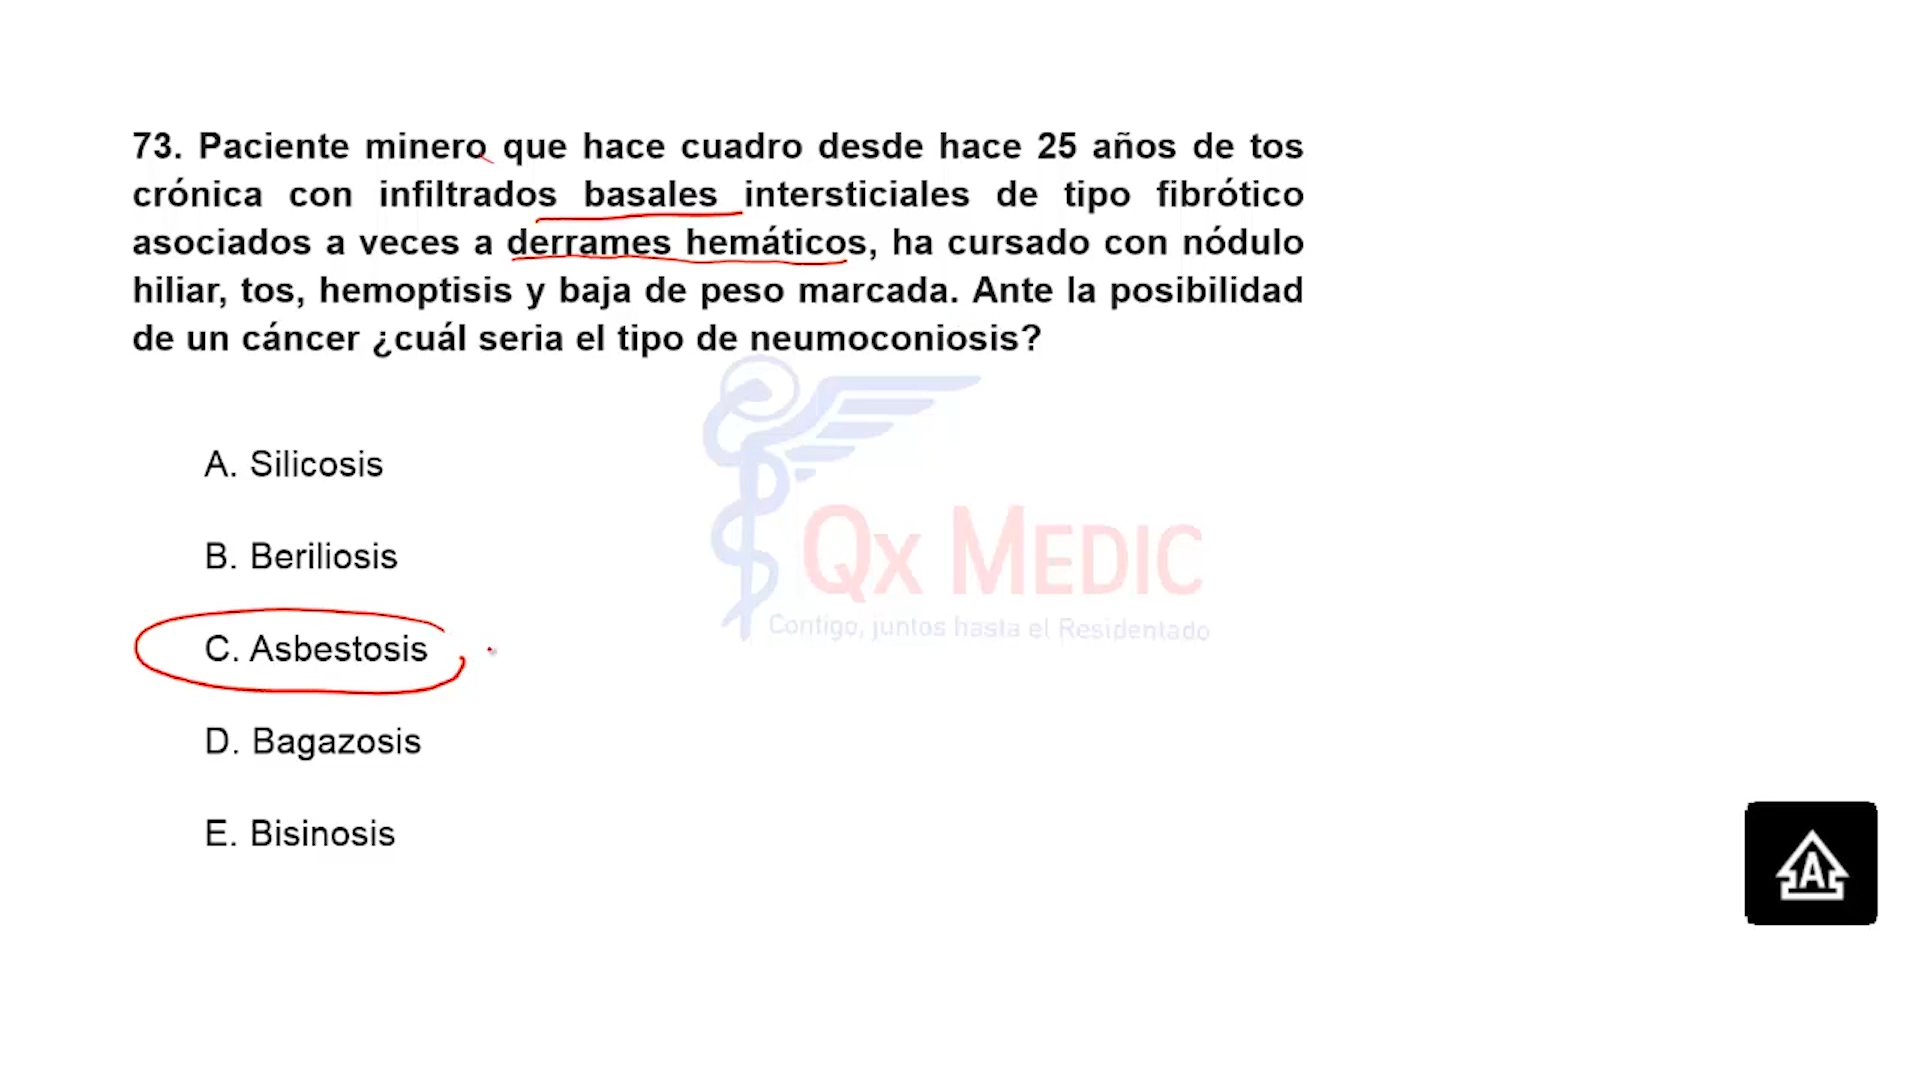 73. Paciente minero que hace cuadro desde hace 25 años de tos
crónica con infiltrados basales intersticiales de tipo fibrótico
asociados a veces a derrames hemáticos, ha cursado con nódulo
hiliar, tos, hemoptisis y baja de peso marcada. Ante la posibilidad
de un cáncer ¿cuál seria el tipo de neumoconiosis?
A. Silicosis
B. Beriliosis
QX MEDIC
Contigo, juntos hasta el Residentado
C. Asbestosis
D. Bagazosis
E. Bisinosis
A